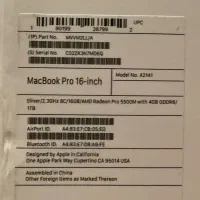 UPC
(1P) Part No. MVVM2LL/A
(S) Serial No.
MacBook Pro 16-inch
Model No. A2141
Silver/2.3GHz 8C/16GB/AMD Radeon Pro 5500M with 4GB GDDR6/
1TB
AirPort ID:
Bluetooth ID:
Designed by Apple in California
One Apple Park Way Cupertino CA 95014 USA
Assembled in China
Other Foreign Items as Marked Thereon